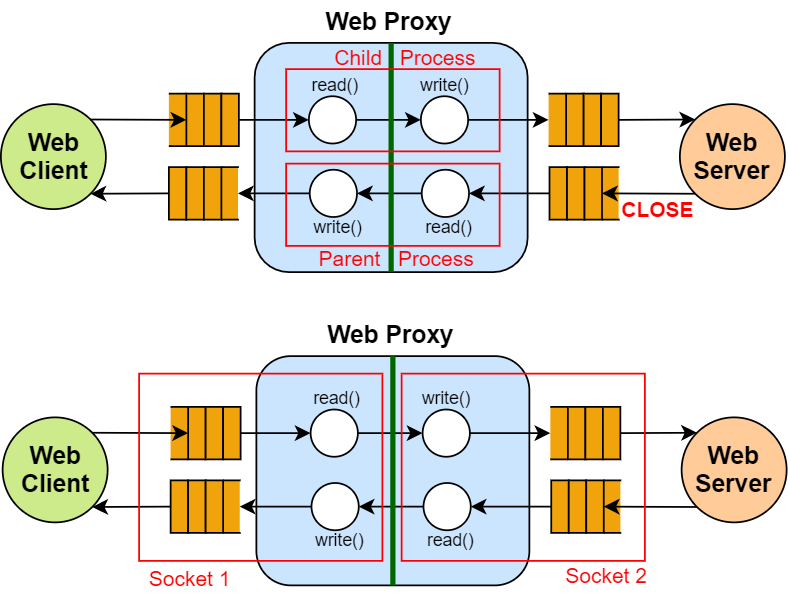 Web Proxy
Child Process
read() write()
Web
Client
Web
Server
CLOSE
write() read()
Parent Process
Web Proxy
read() write()
Web
Client
Web
Server
write() read()
Socket 1
Socket 2